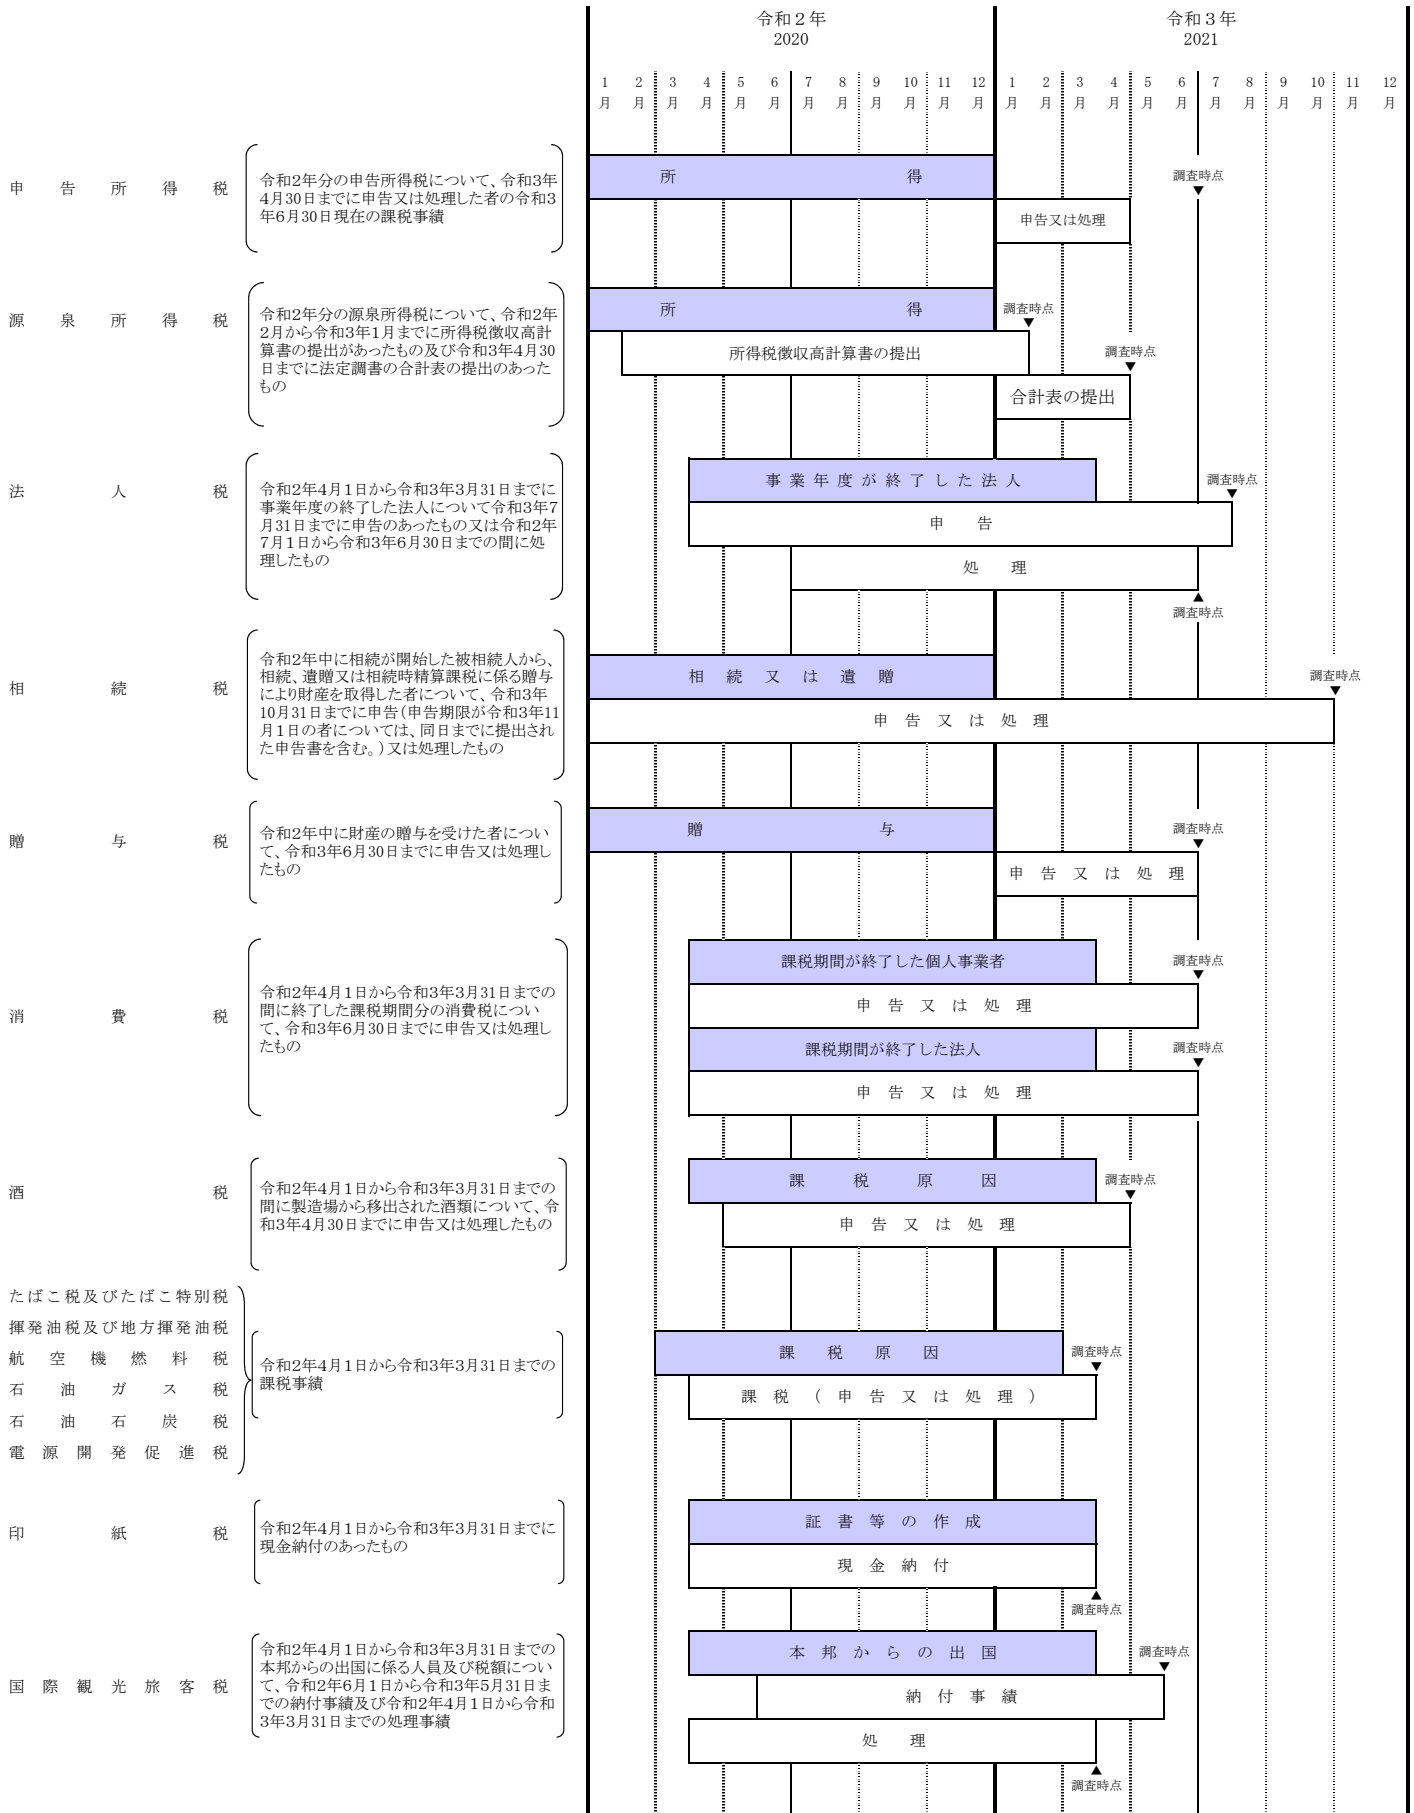 令和２年
2020
令和３年
2021
1月 2月 3月 4月 5月 6月 7月 8月 9月 10月 11月 12月 1月 2月 3月 4月 5月 6月 7月 8月 9月 10月 11月 12月
申告所得税
令和2年分の申告所得税について、令和3年
4月30日までに申告又は処理した者の令和3
年6月30日現在の課税事績
所得
調査時点
申告又は処理
源泉所得税
令和2年分の源泉所得税について、令和2年
2月から令和3年1月までに所得税徴収高計
算書の提出があったもの及び令和3年4月30
日までに法定調書の合計表の提出のあった
もの
所得
調査時点
所得税徴収高計算書の提出
調査時点
合計表の提出
法人税
令和2年4月1日から令和3年3月31日までに
事業年度の終了した法人について令和3年7
月31日までに申告のあったもの又は令和2年
7月1日から令和3年6月30日までの間に処
理したもの
事業年度が終了した法人
調査時点
申告
処理
調査時点
相続税
令和2年中に相続が開始した被相続人から、
相続、遺贈又は相続時精算課税に係る贈与
により財産を取得した者について、令和3年
10月31日までに申告（申告期限が令和3年11
月1日の者については、同日までに提出され
た申告書を含む。）又は処理したもの
相続又は遺贈
調査時点
申告又は処理
贈与税
令和2年中に財産の贈与を受けた者につい
て、令和3年6月30日までに申告又は処理し
たもの
贈与
調査時点
申告又は処理
消費税
令和2年4月1日から令和3年3月31日までの
間に終了した課税期間分の消費税につい
て、令和3年6月30日までに申告又は処理し
たもの
課税期間が終了した個人事業者
調査時点
申告又は処理
課税期間が終了した法人
調査時点
申告又は処理
酒税
令和2年4月1日から令和3年3月31日までの
間に製造場から移出された酒類について、令
和3年4月30日までに申告又は処理したもの
課税原因
調査時点
申告又は処理
たばこ税及びたばこ特別税
揮発油税及び地方揮発油税
航空機燃料税
石油ガス税
石油石炭税
電源開発促進税
令和2年4月1日から令和3年3月31日までの
課税事績
課税原因
調査時点
課税（申告又は処理）
印紙税
令和2年4月1日から令和3年3月31日までに
現金納付のあったもの
証書等の作成
現金納付
調査時点
国際観光旅客税
令和2年4月1日から令和3年3月31日までの
本邦からの出国に係る人員及び税額につい
て、令和2年6月1日から令和3年5月31日ま
での納付事績及び令和2年4月1日から令和
3年3月31日までの処理事績
本邦からの出国
調査時点
納付事績
処理
調査時点